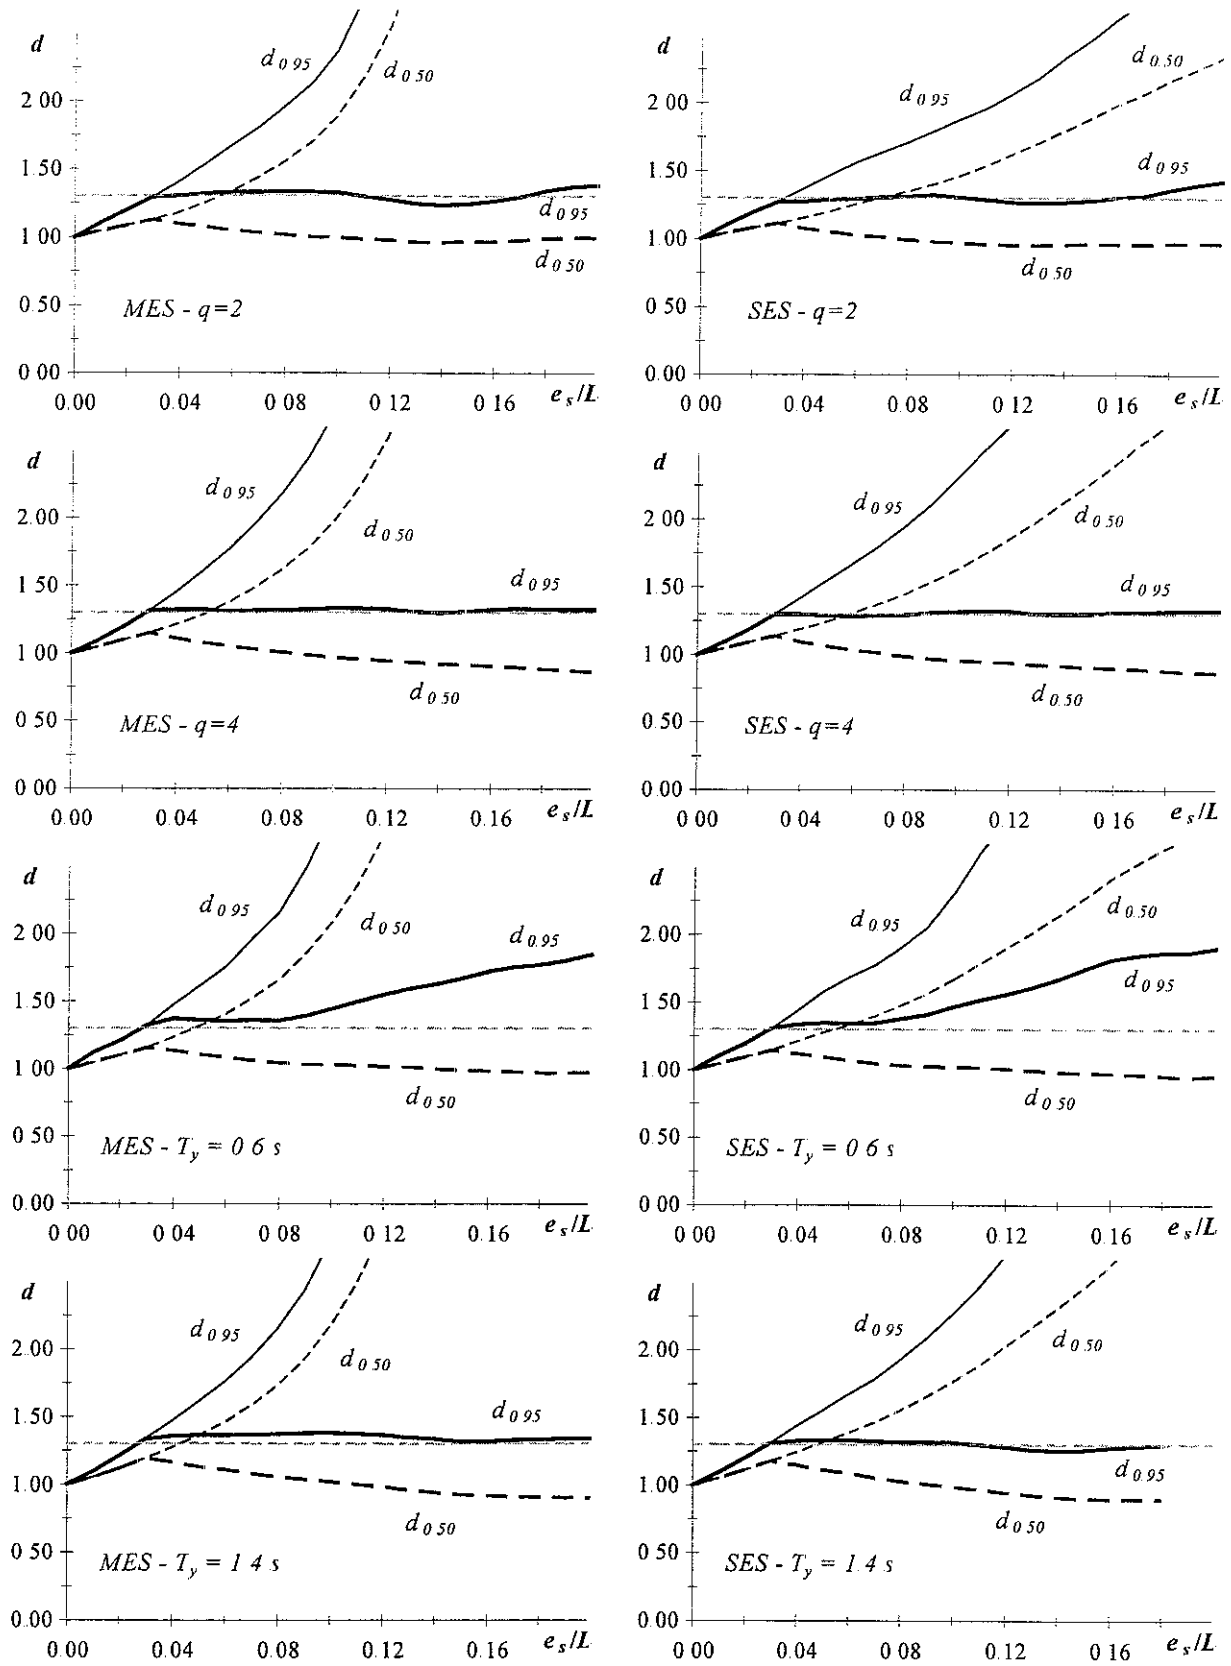 d
d 0 95
d 0 50
2 00
1.50
d 0 95
1 00
d 0 50
0.50
MES - q=2
0 00
0.00 0.04 0.08 0.12 0 16 e s /L
d
d 0.50
d 0 95
2 00
d 0 95
1.50
1 00
d 0.50
0.50
SES - q=2
0.00
0.00 0.04 0.08 0.12 0 16 e s /L
d
d 0 95
2 00
d 0 50
1 50
d 0 95
1 00
d 0 50
0 50
MES - q=4
0 00
0.00 0.04 0.08 0.12 0.16 e s /L
d
d 0 95
2 00
d 0 50
1.50
d 0 95
1 00
d 0 50
0 50
SES - q=4
0 00
0 00 0 04 0 08 0 12 0 16 e s /L
d
d 0 95
2 00
d 0 50
d 0.95
1 50
1 00
d 0 50
0 50
MES - T y = 0 6 s
0.00
0 00 0.04 0.08 0.12 0.16 e s /L
d
d 0.50
d 0 95
2 00
d 0 95
1 50
1.00
d 0 50
0 50
SES - T y = 0 6 s
0 00
0 00 0 04 0 08 0 12 0.16 e s /L
d
d 0 95
2.00
d 0 50
1 50
d 0 95
1 00
d 0 50
0 50
MES - T y = 1 4 s
0.00
0.00 0.04 0.08 0.12 0.16 e s /L
d
d 0 95
d 0 50
2.00
1.50
d 0.95
1.00
d 0 50
0 50
SES - T y = 1.4 s
0.00
0.00 0.04 0 08 0 12 0.16 e s /L